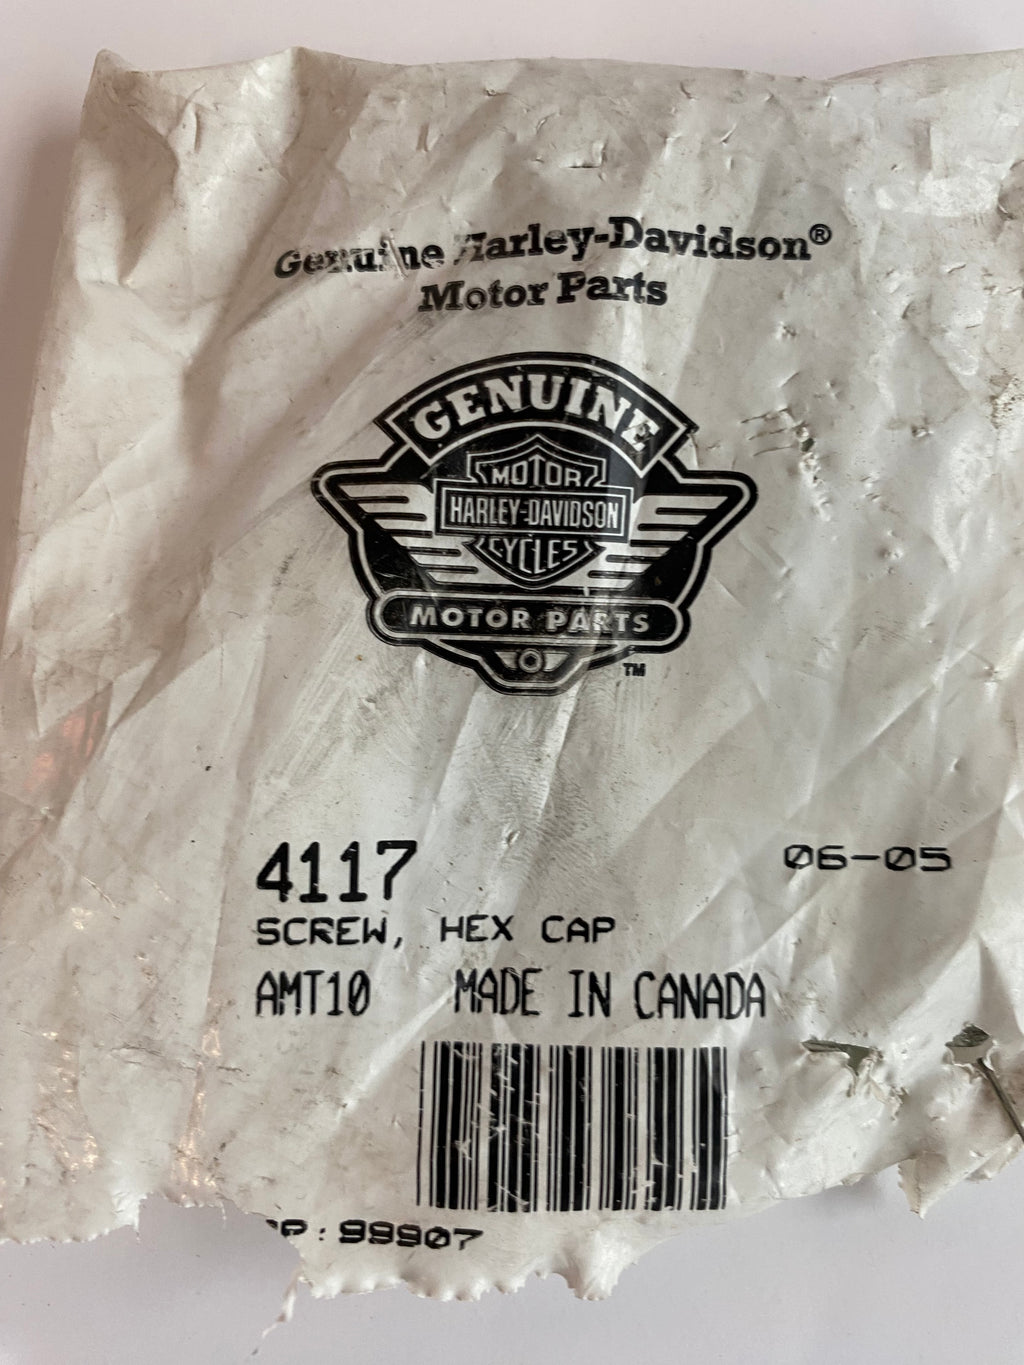 Genuine Harley-Davidson®
Motor Parts
GENUINE
MOTOR
HARLEY-DAVIDSON
CYCLES
MOTOR PARTS
TM
4117
06-05
SCREW, HEX CAP
AMT10 MADE IN CANADA
P: 99907